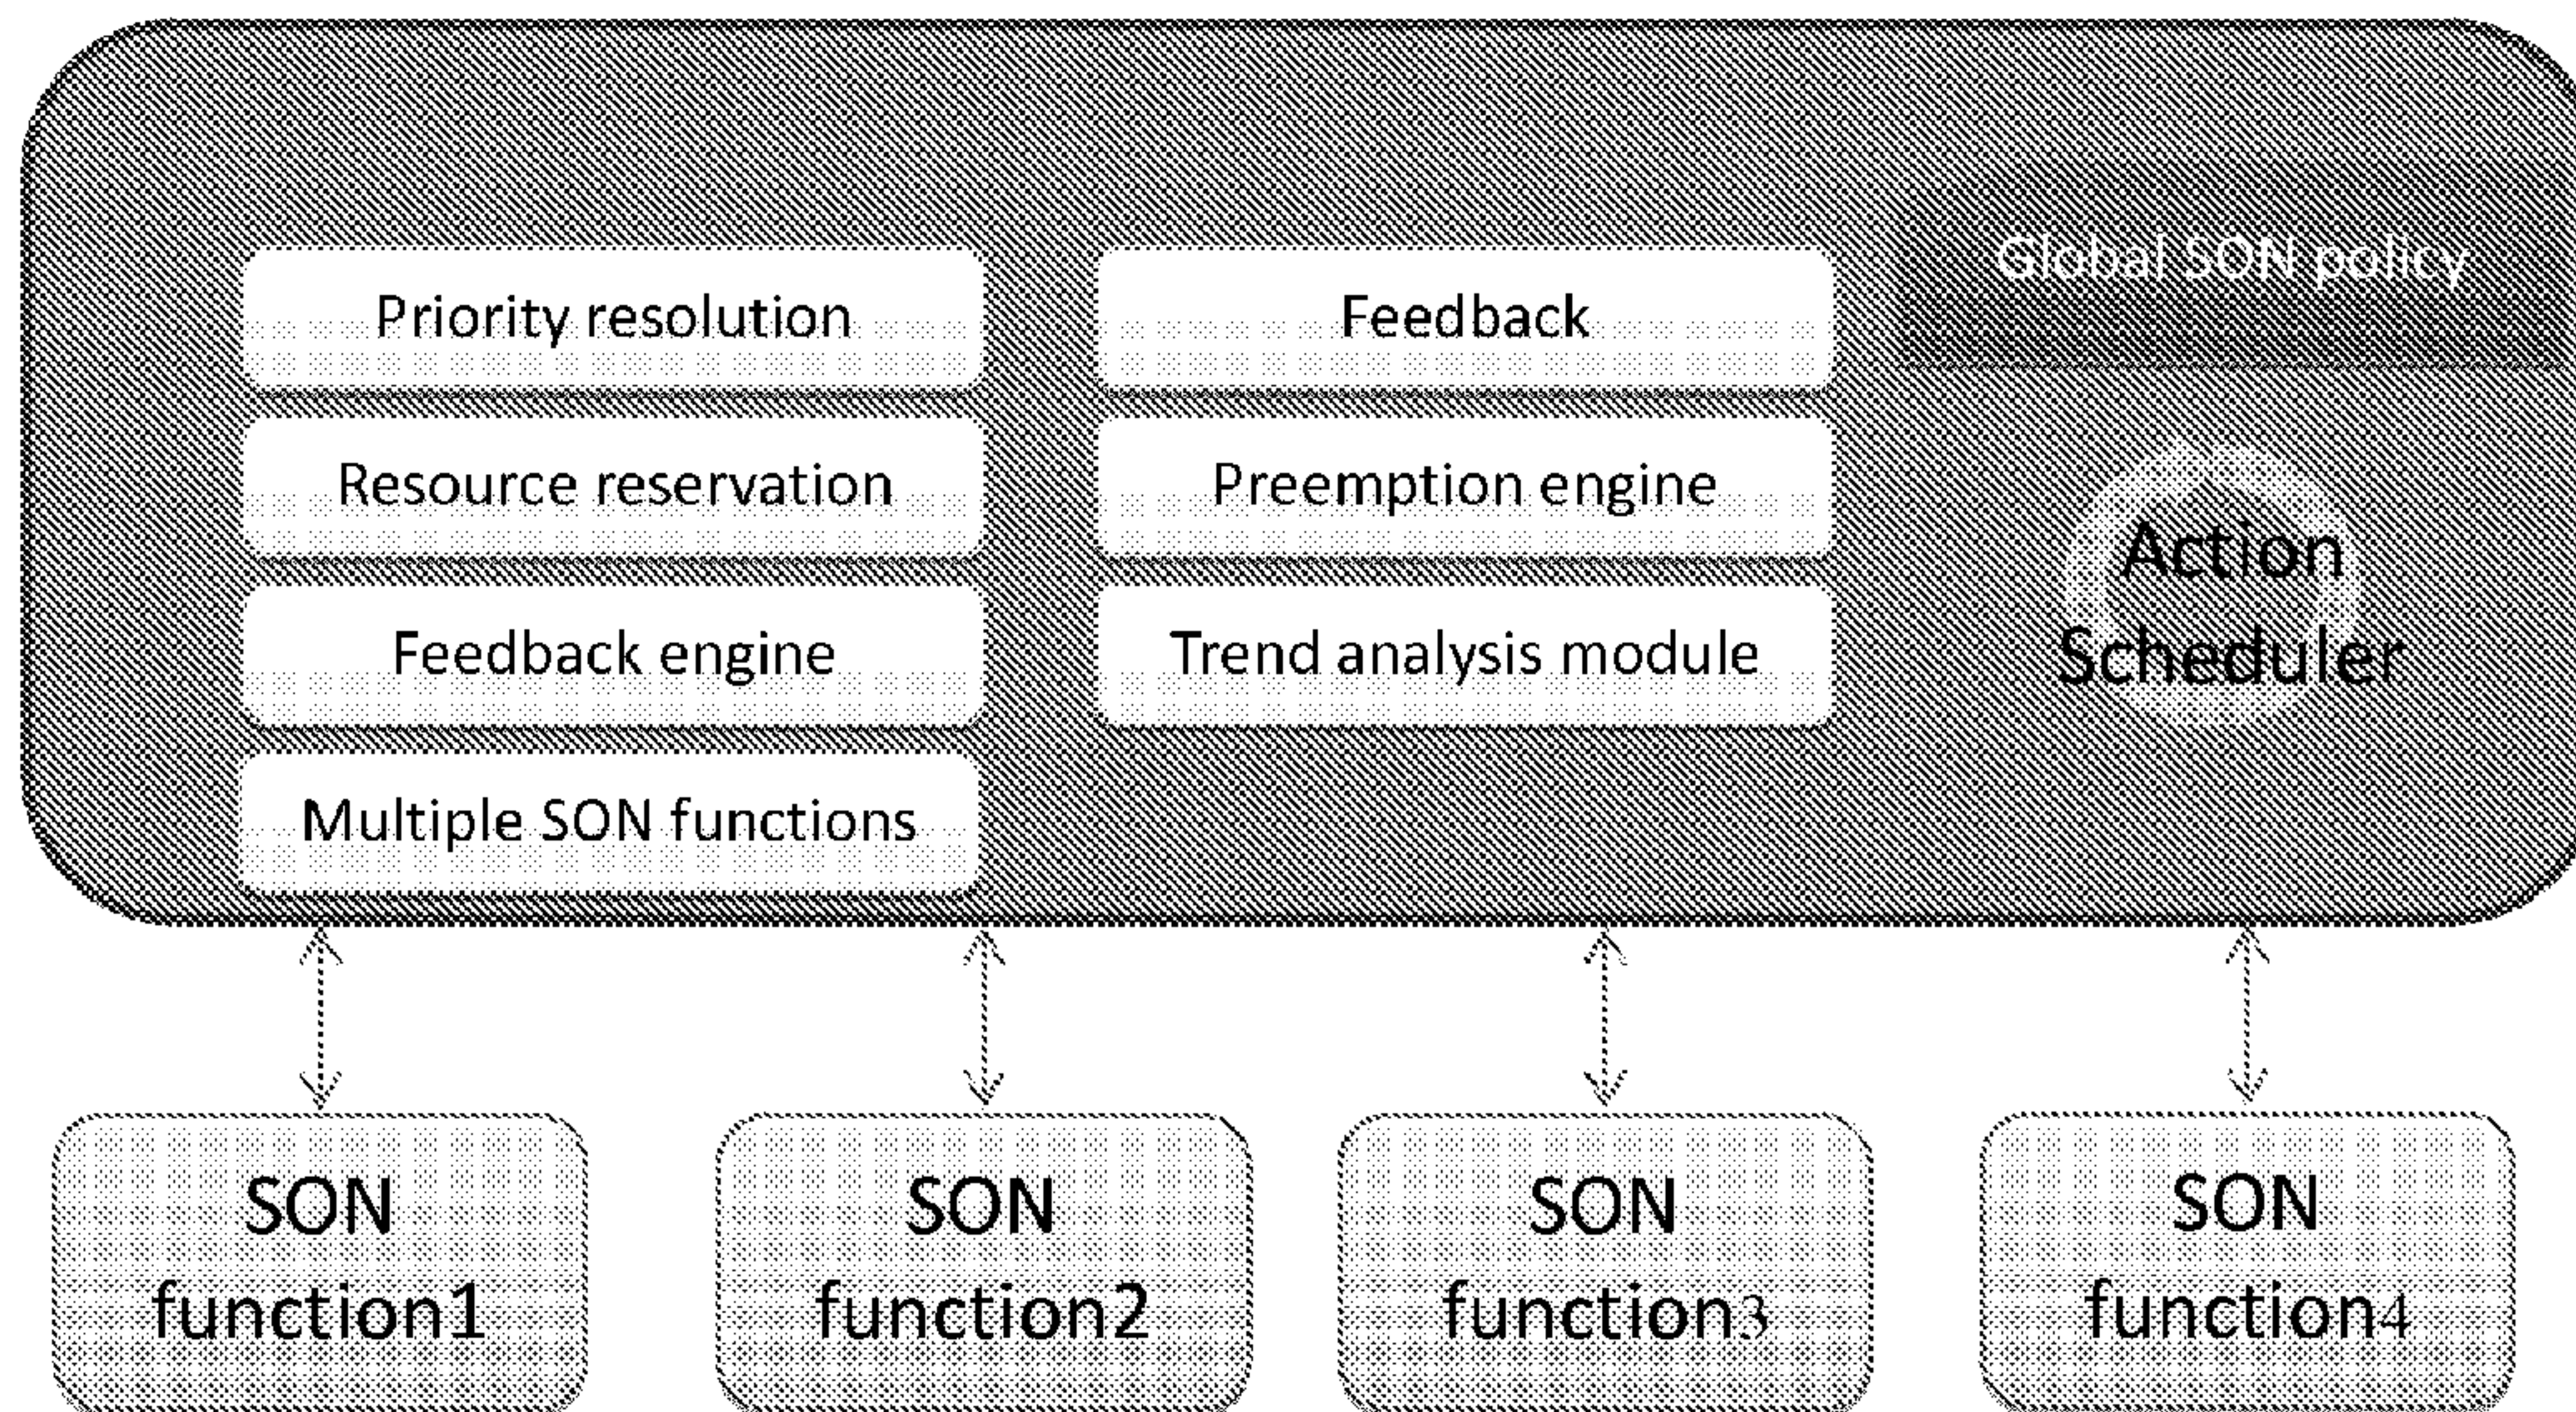 Priority resolution
Resource reservation
Feedback engine
Multiple SON functions
Feedback
Preemption engine
Trend analysis module
Global SON policy
Action
Scheduler
SON
function1
SON
function2
SON
function3
SON
function4